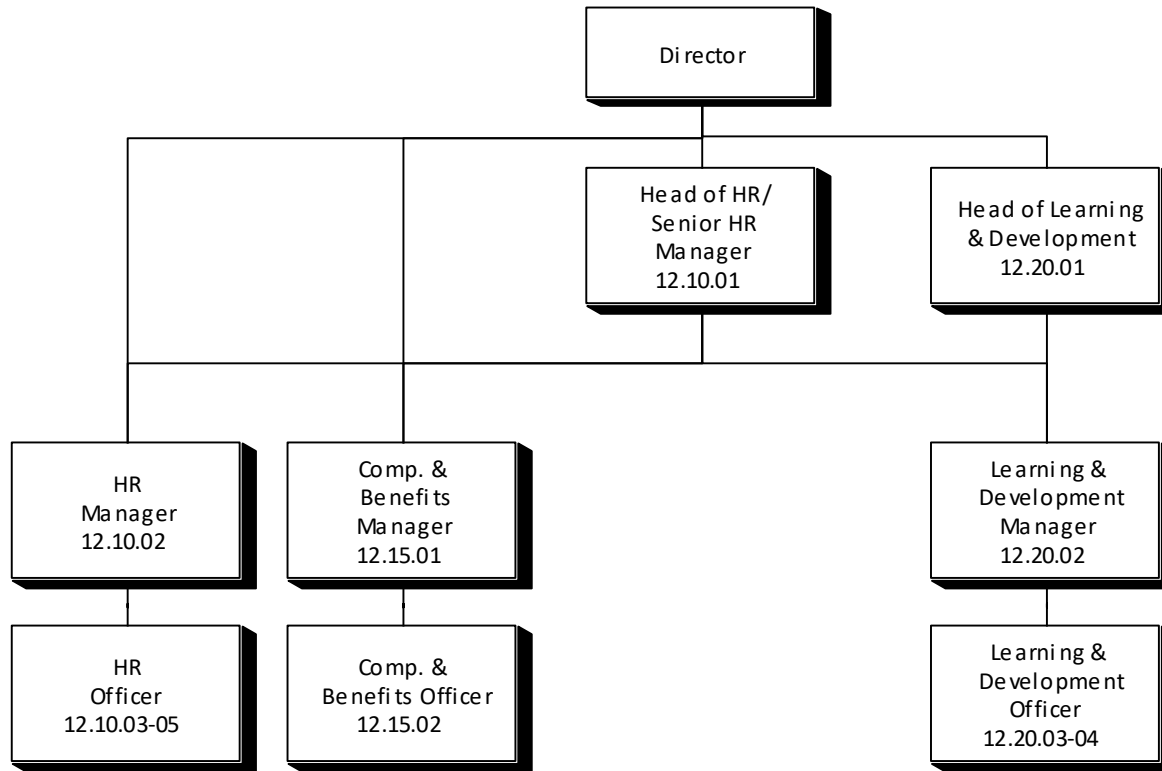 Director
Head of HR/
Senior HR
Manager
12.10.01
Head of Learning
& Development
12.20.01
HR
Manager
12.10.02
Comp. &
Benefits
Manager
12.15.01
Learning &
Development
Manager
12.20.02
HR
Officer
12.10.03-05
Comp. &
Benefits Officer
12.15.02
Learning &
Development
Officer
12.20.03-04